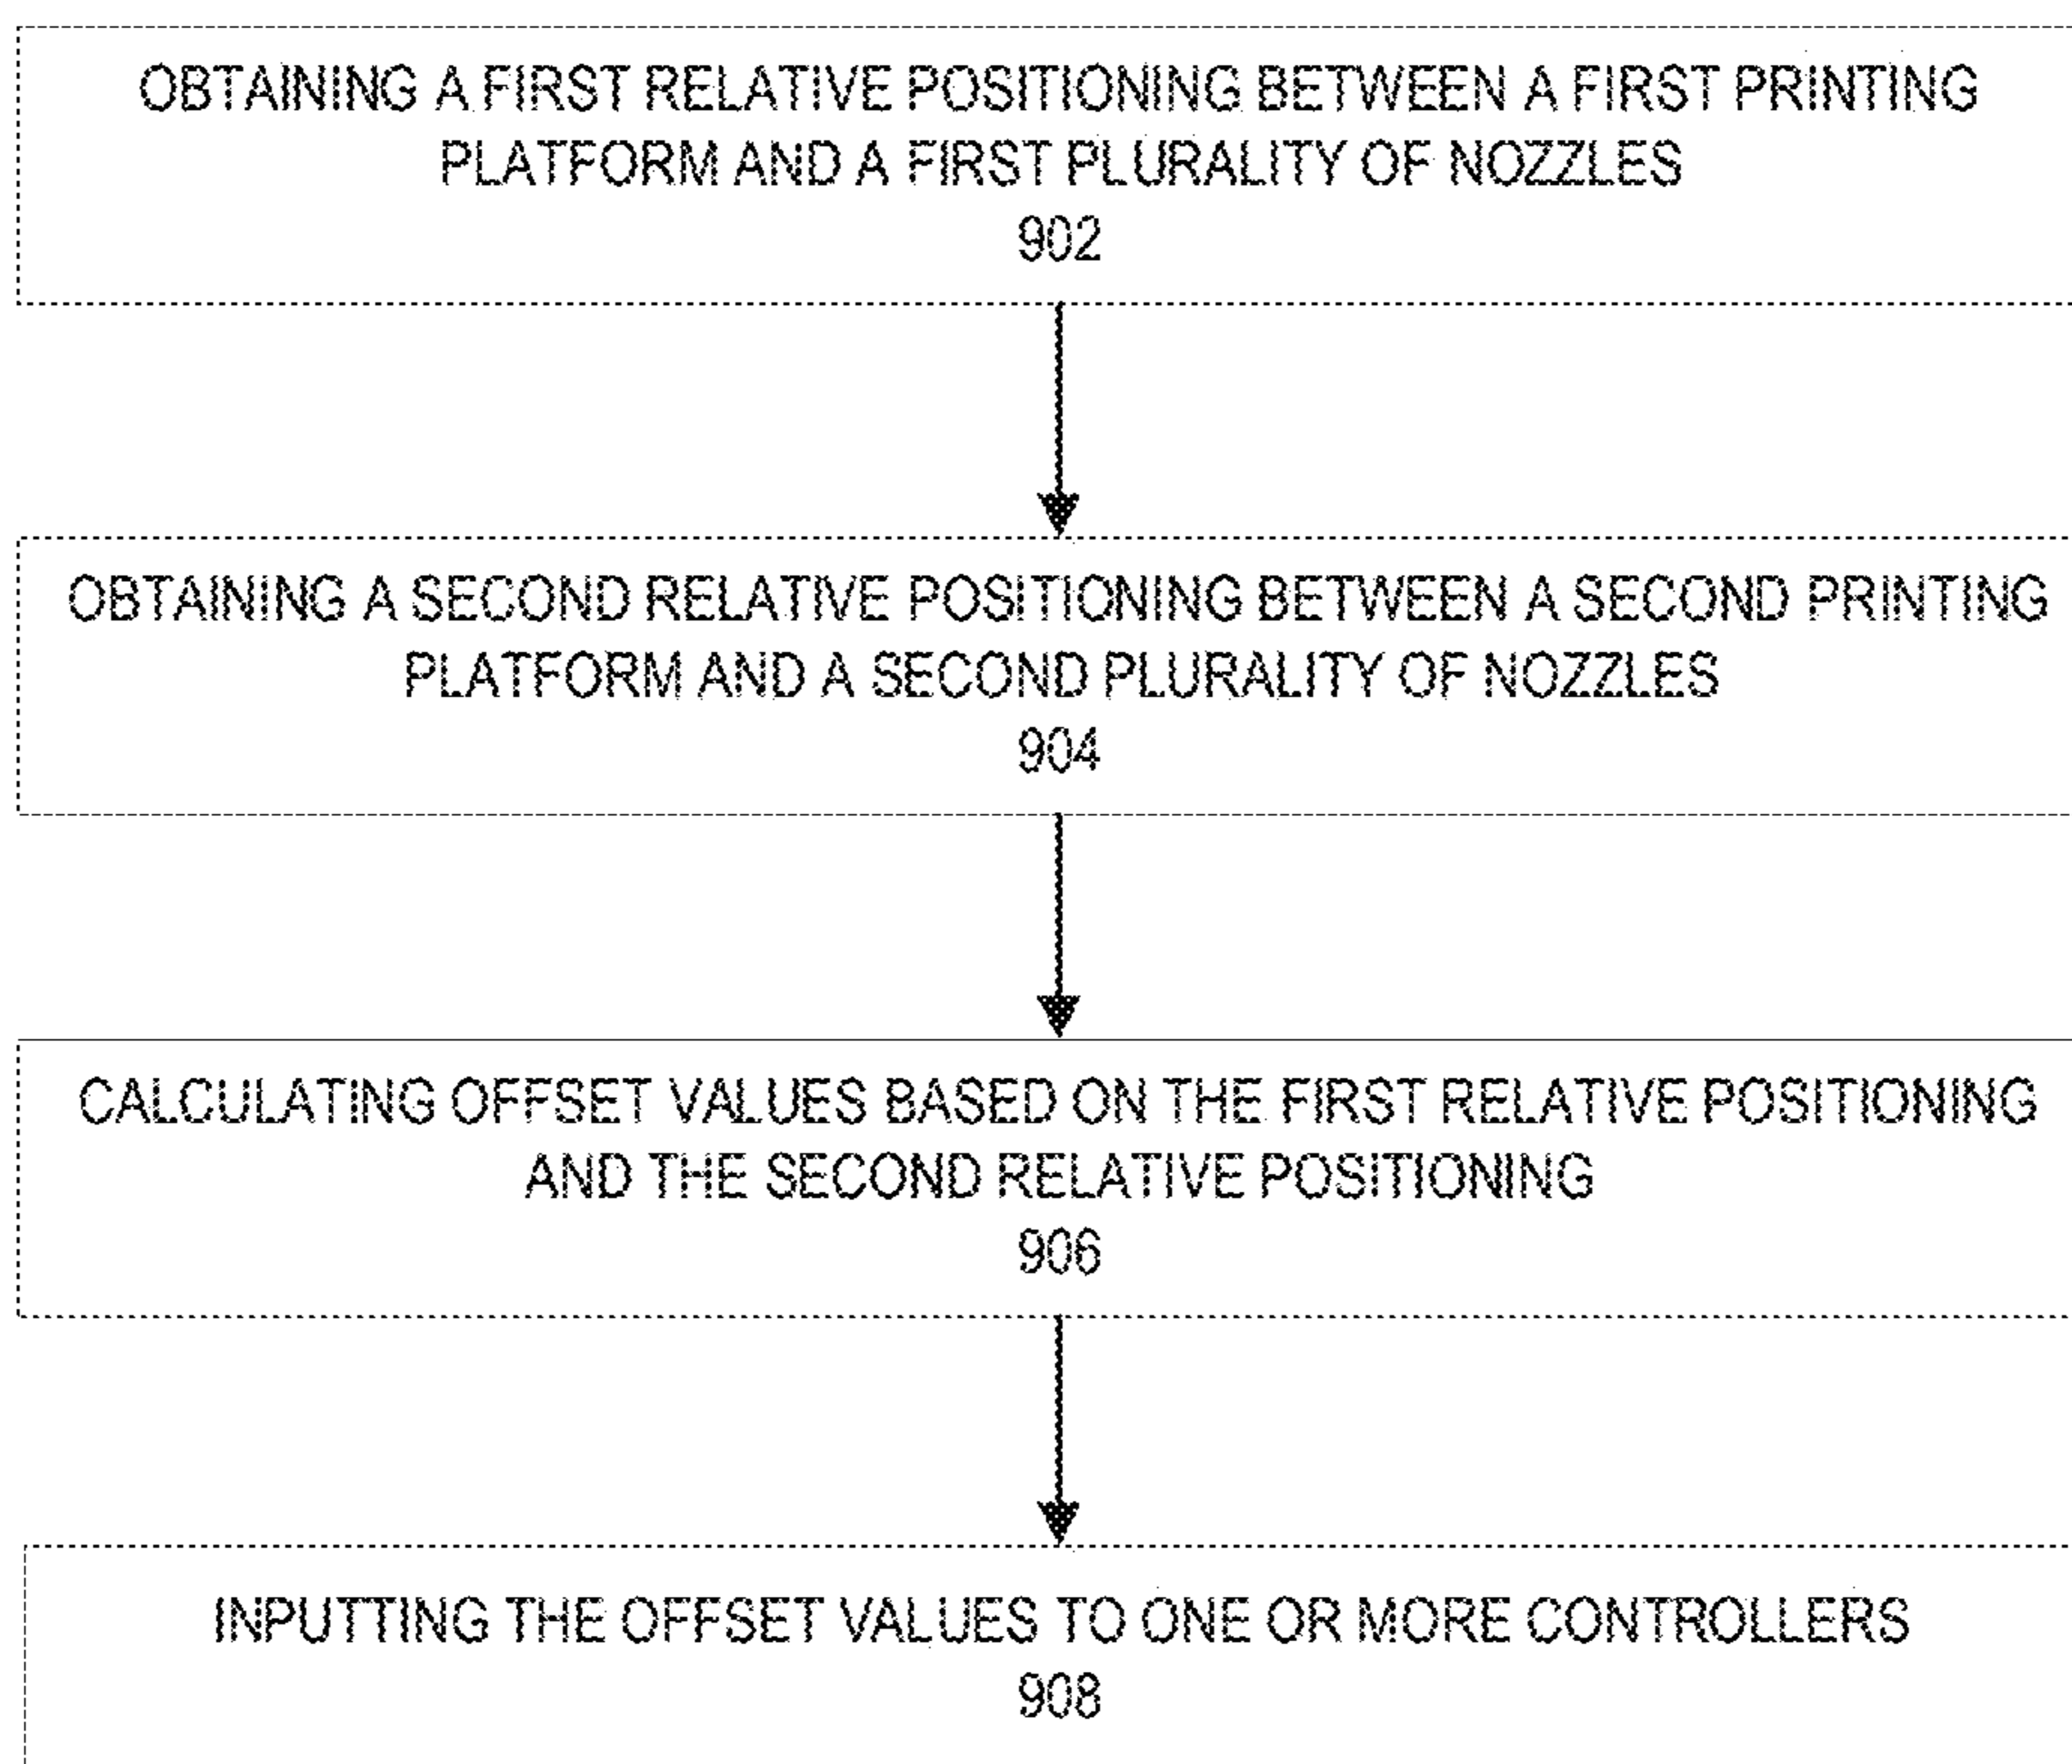 OBTAINING A FIRST RELATIVE POSITIONING BETWEEN A FIRST PRINTING
PLATFORM AND A FIRST PLURALITY OF NOZZLES
902
OBTAINING A SECOND RELATIVE POSITIONING BETWEEN A SECOND PRINTING
PLATFORM AND A SECOND PLURALITY OF NOZZLES
904
CALCULATING OFFSET VALUES BASED ON THE FIRST RELATIVE POSITIONING
AND THE SECOND RELATIVE POSITIONING
906
INPUTTING THE OFFSET VALUES TO ONE OR MORE CONTROLLERS
908